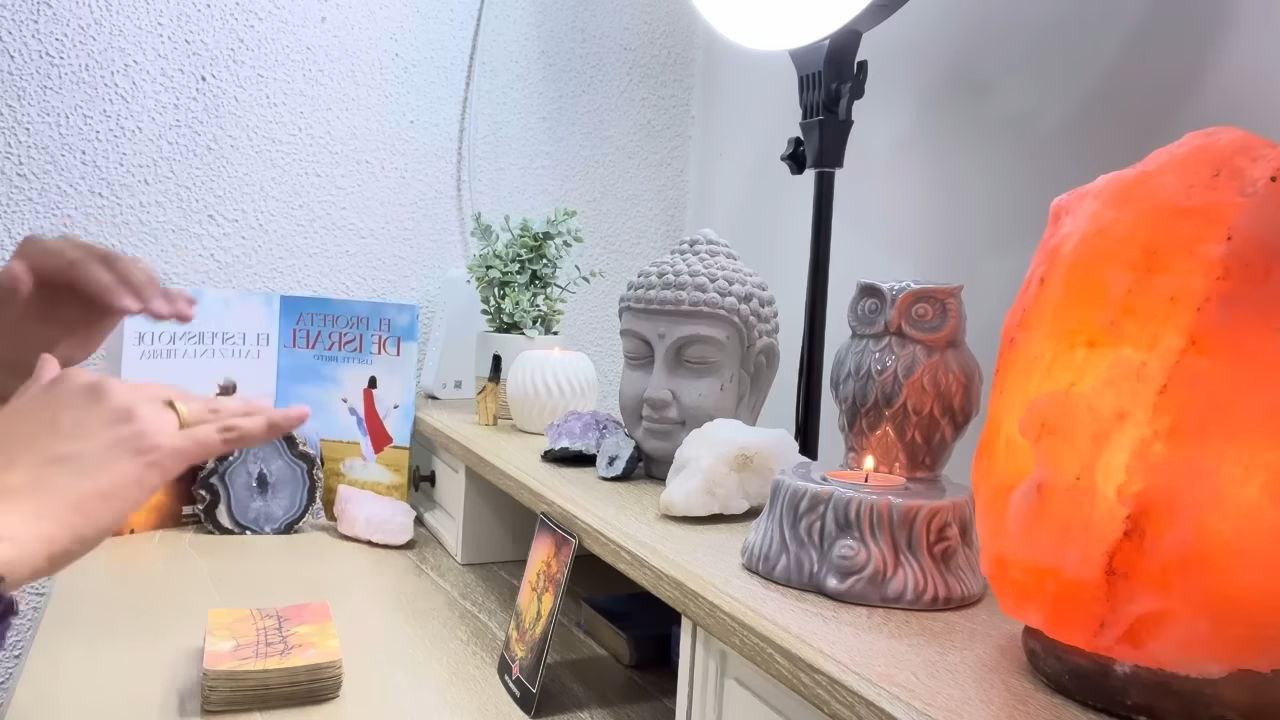 EL ESPEJISMO DE
LA LUZ EN LA TIERRA
EL PROFETA
DE ISRAEL
LISETTE BRITO